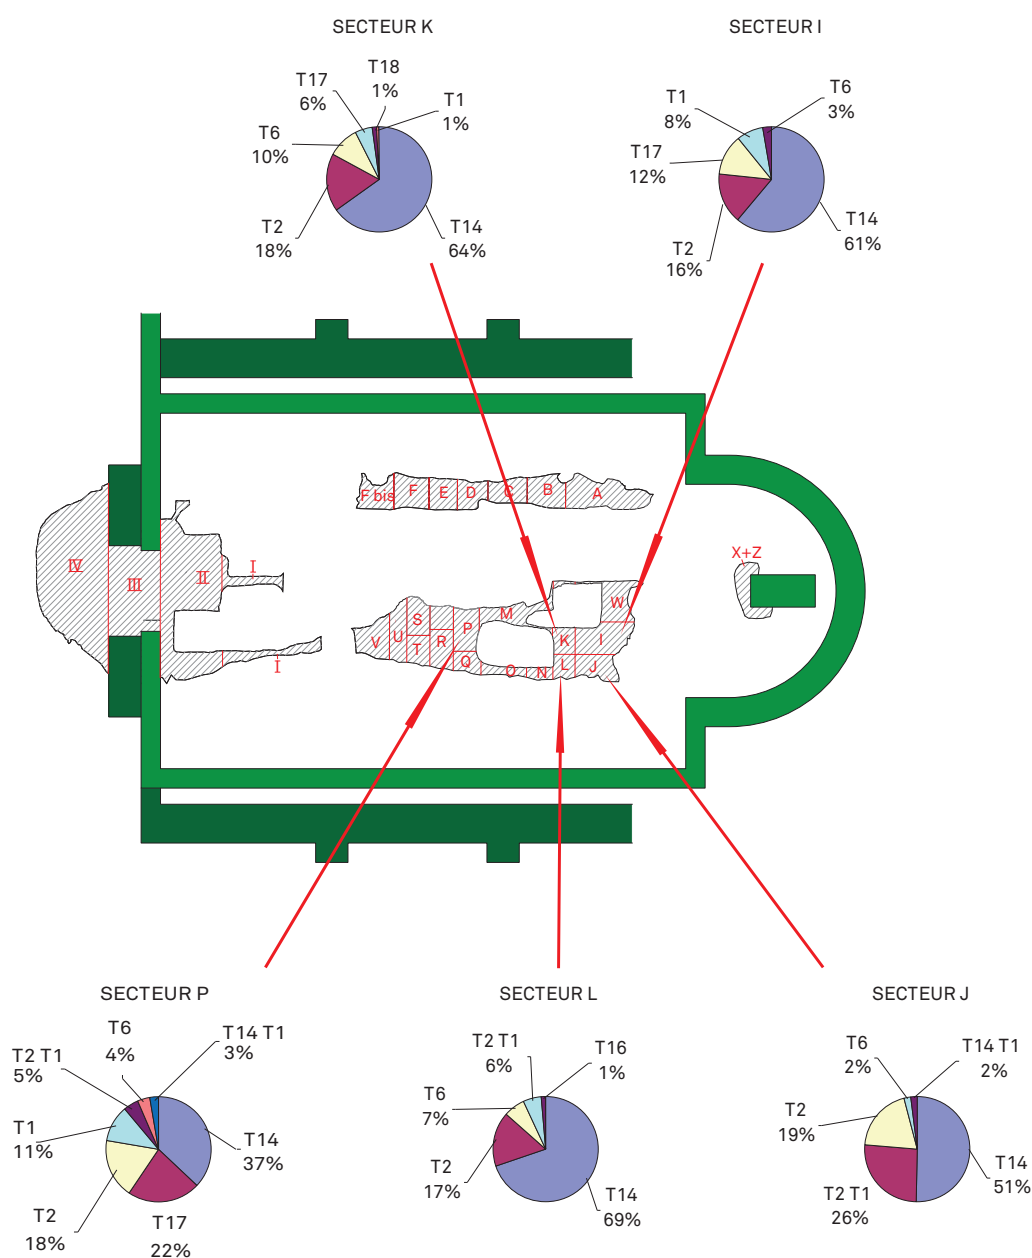 SECTEUR K
T18
1%
T17
6%
T1
1%
T6
10%
T2
18%
T14
64%
SECTEUR I
T6
3%
T1
8%
T17
12%
T14
61%
T2
16%
F bis
F
E
D
C
B
A
X+Z
IV
III
II
I
I
W
M
S
P
K
I
V
U
T
R
Q
O
N
L
J
SECTEUR P
T6
4%
T14 T1
3%
T2 T1
5%
T1
11%
T14
37%
T2
18%
T17
22%
SECTEUR L
T2 T1
6%
T16
1%
T6
7%
T2
17%
T14
69%
SECTEUR J
T6
2%
T14 T1
2%
T2
19%
T14
51%
T2 T1
26%